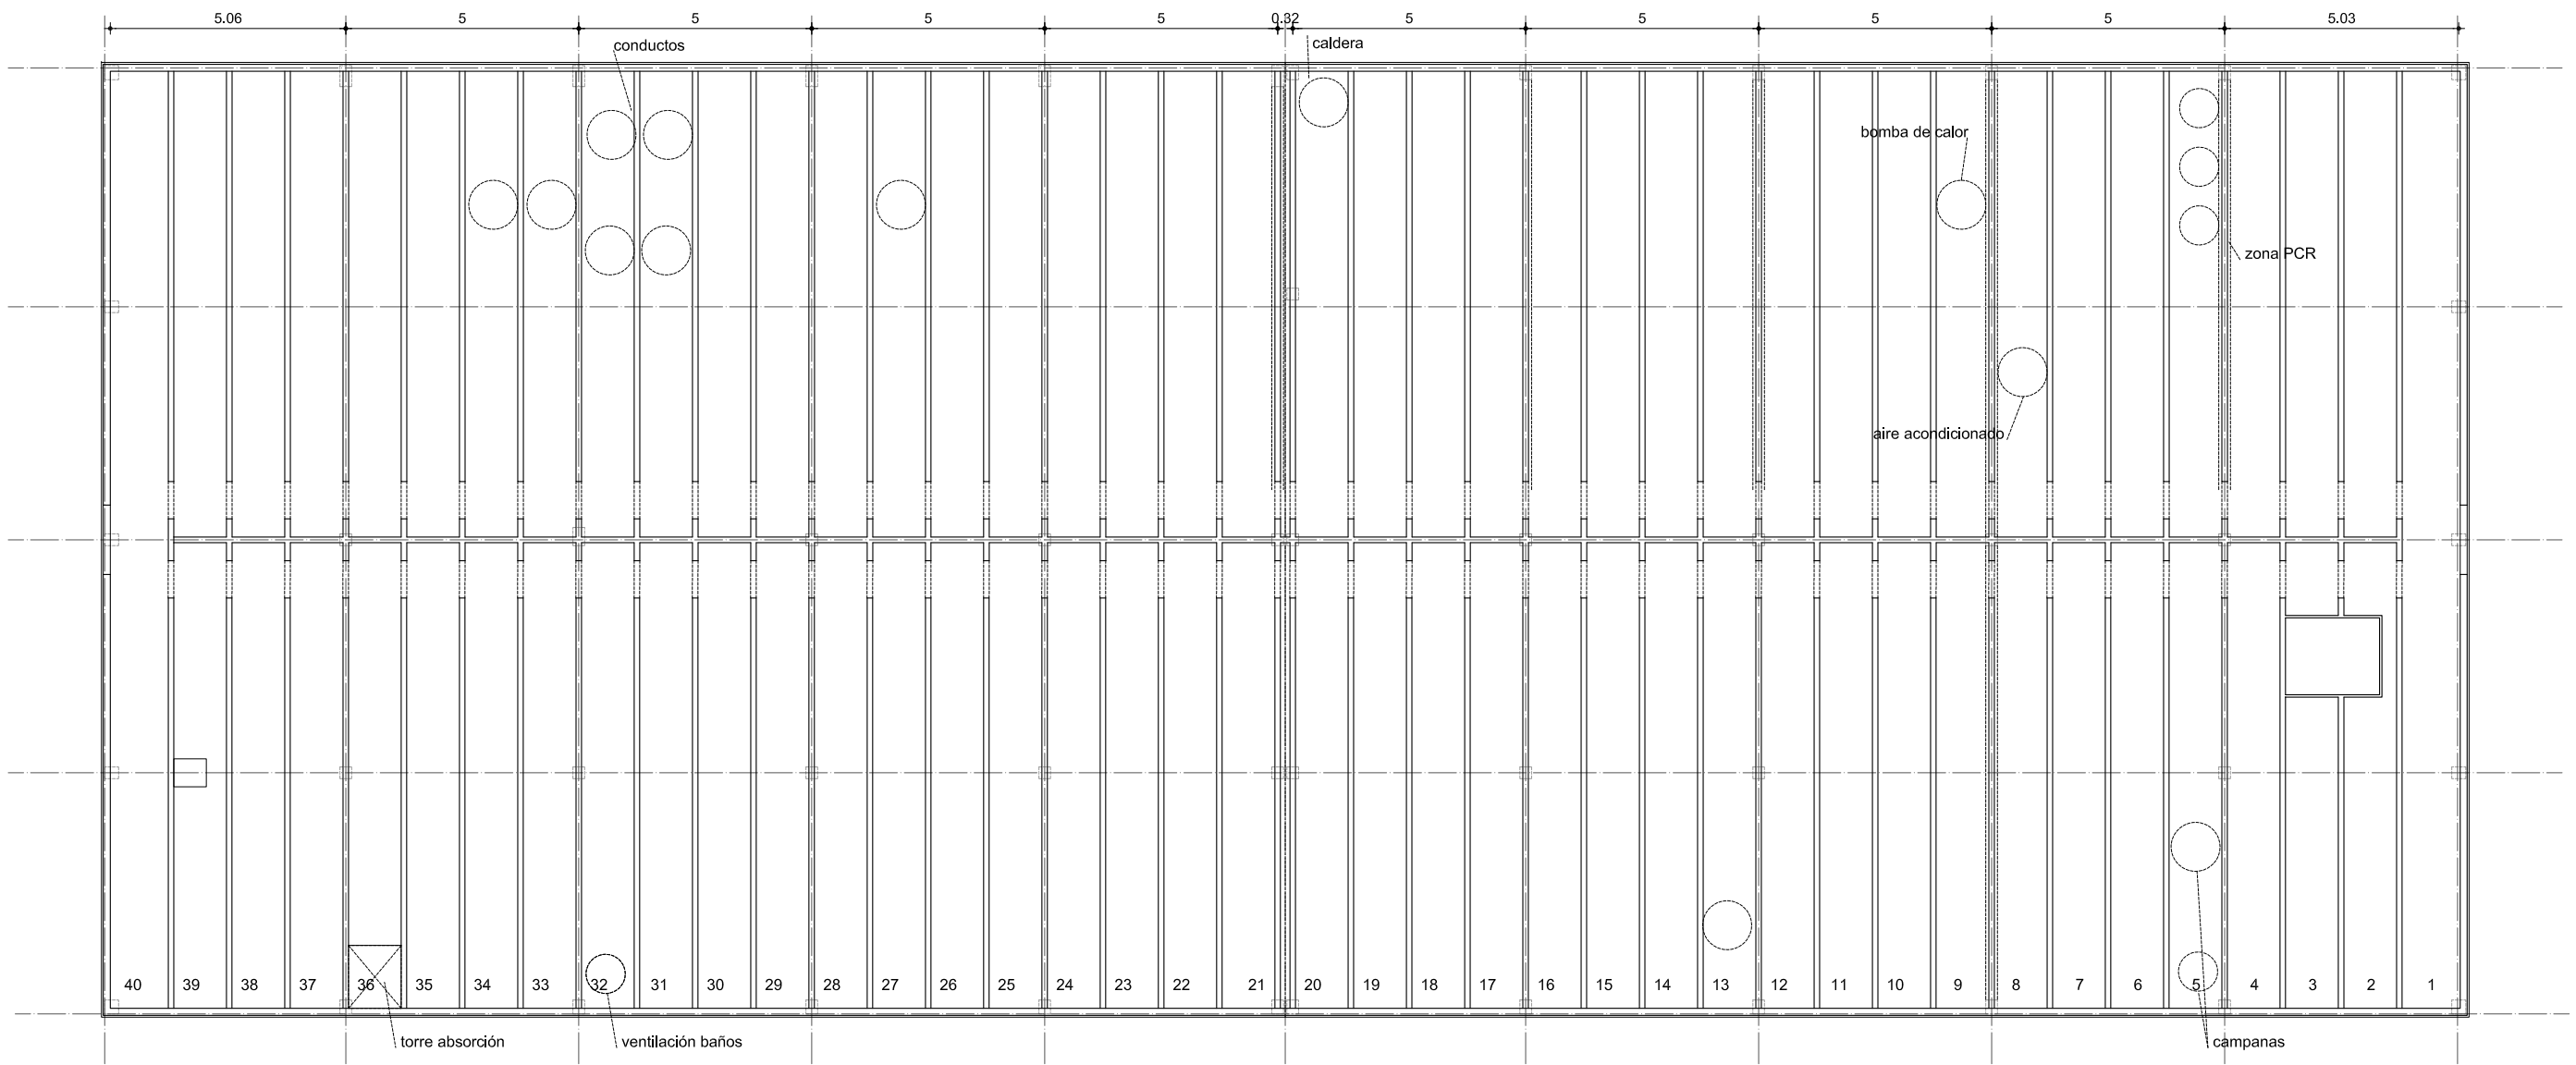 5.06 5 5 5 5 0.32 5 5 5 5 5.03
conductos
caldera
bomba de calor
zona PCR
aire acondicionado
40 39 38 37 36 35 34 33 32 31 30 29 28 27 26 25 24 23 22 21 20 19 18 17 16 15 14 13 12 11 10 9 8 7 6 5 4 3 2 1
torre absorción
ventilación baños
campanas